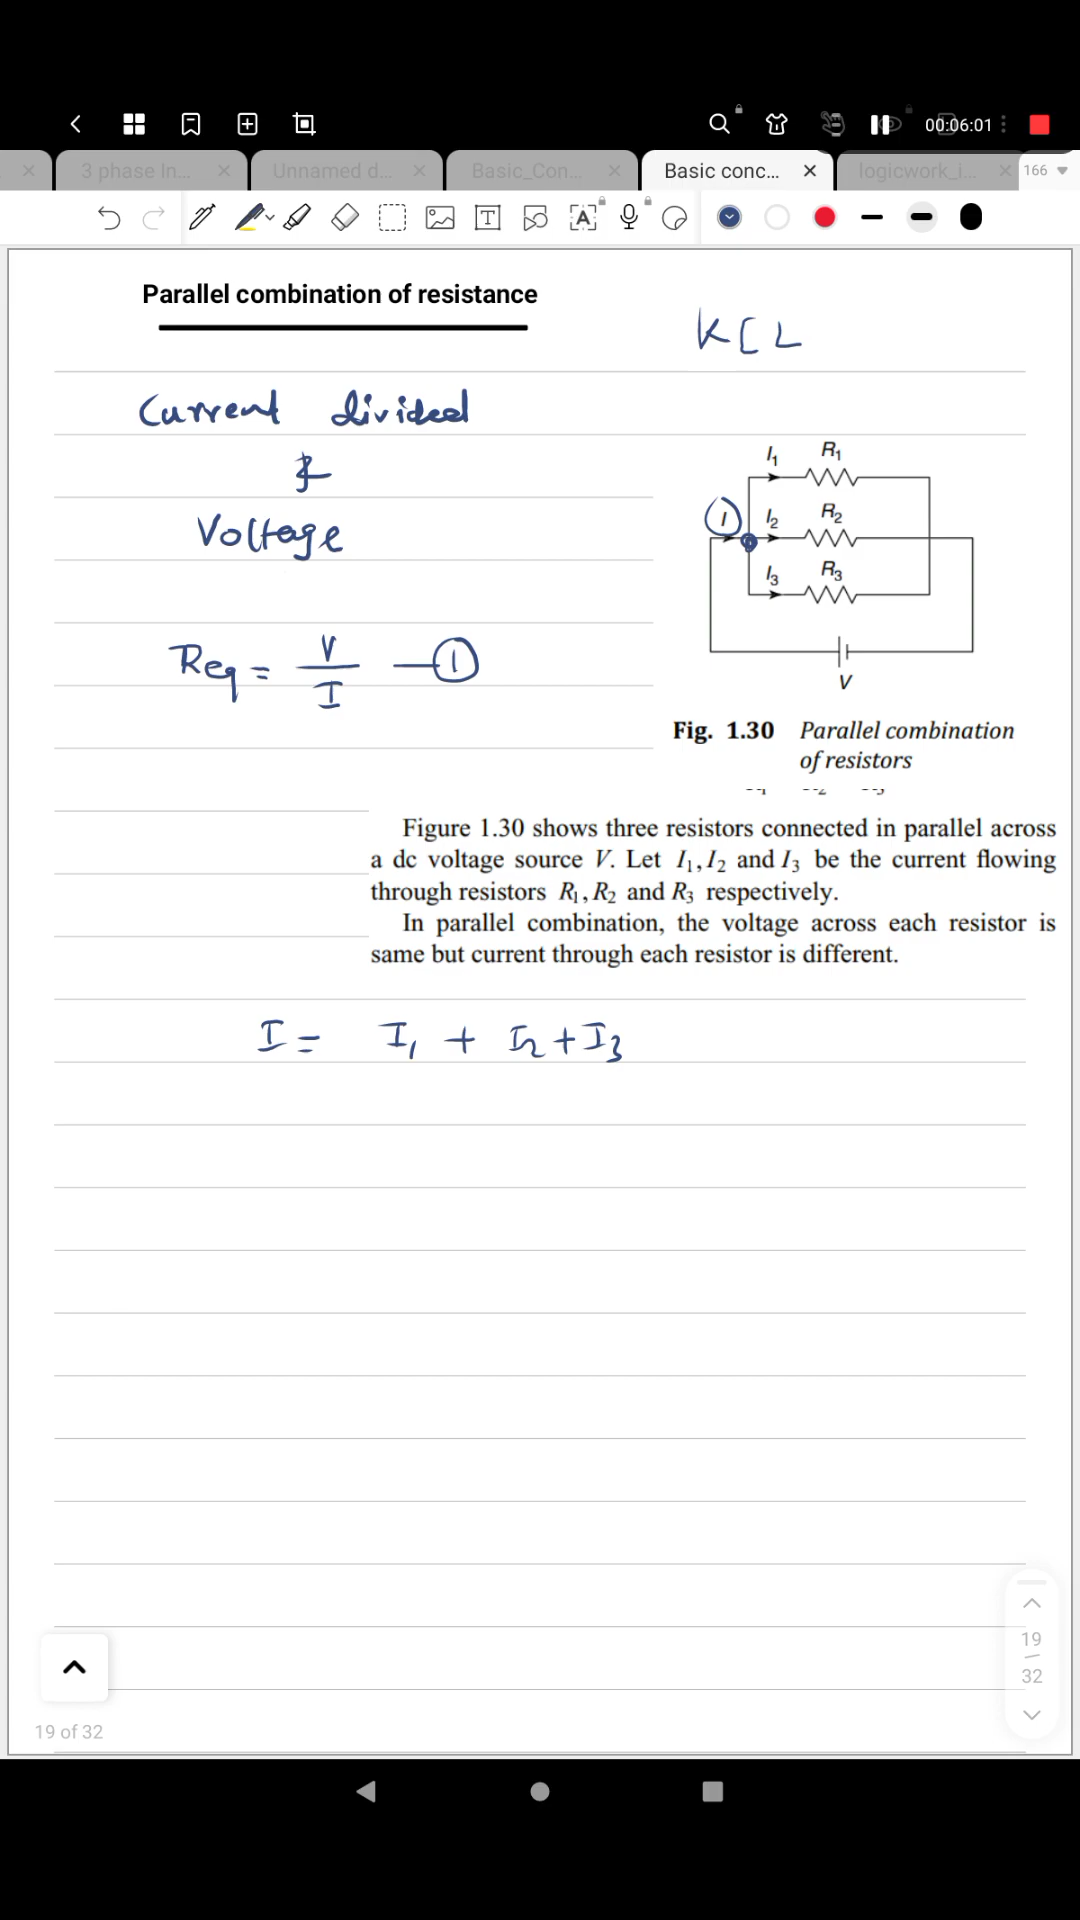 00:06:01
3 phase In...
Unnamed d...
Basic_Con...
Basic conc...
logicwork_i...
166
Parallel combination of resistance
KCL
Current divided
&
Voltage
Req = V/I — ①
I₁ R₁
I I₂ R₂
I₃ R₃
V
Fig. 1.30 Parallel combination
of resistors
Figure 1.30 shows three resistors connected in parallel across
a dc voltage source V. Let I₁, I₂ and I₃ be the current flowing
through resistors R₁, R₂ and R₃ respectively.
In parallel combination, the voltage across each resistor is
same but current through each resistor is different.
I = I₁ + I₂ + I₃
19
32
19 of 32